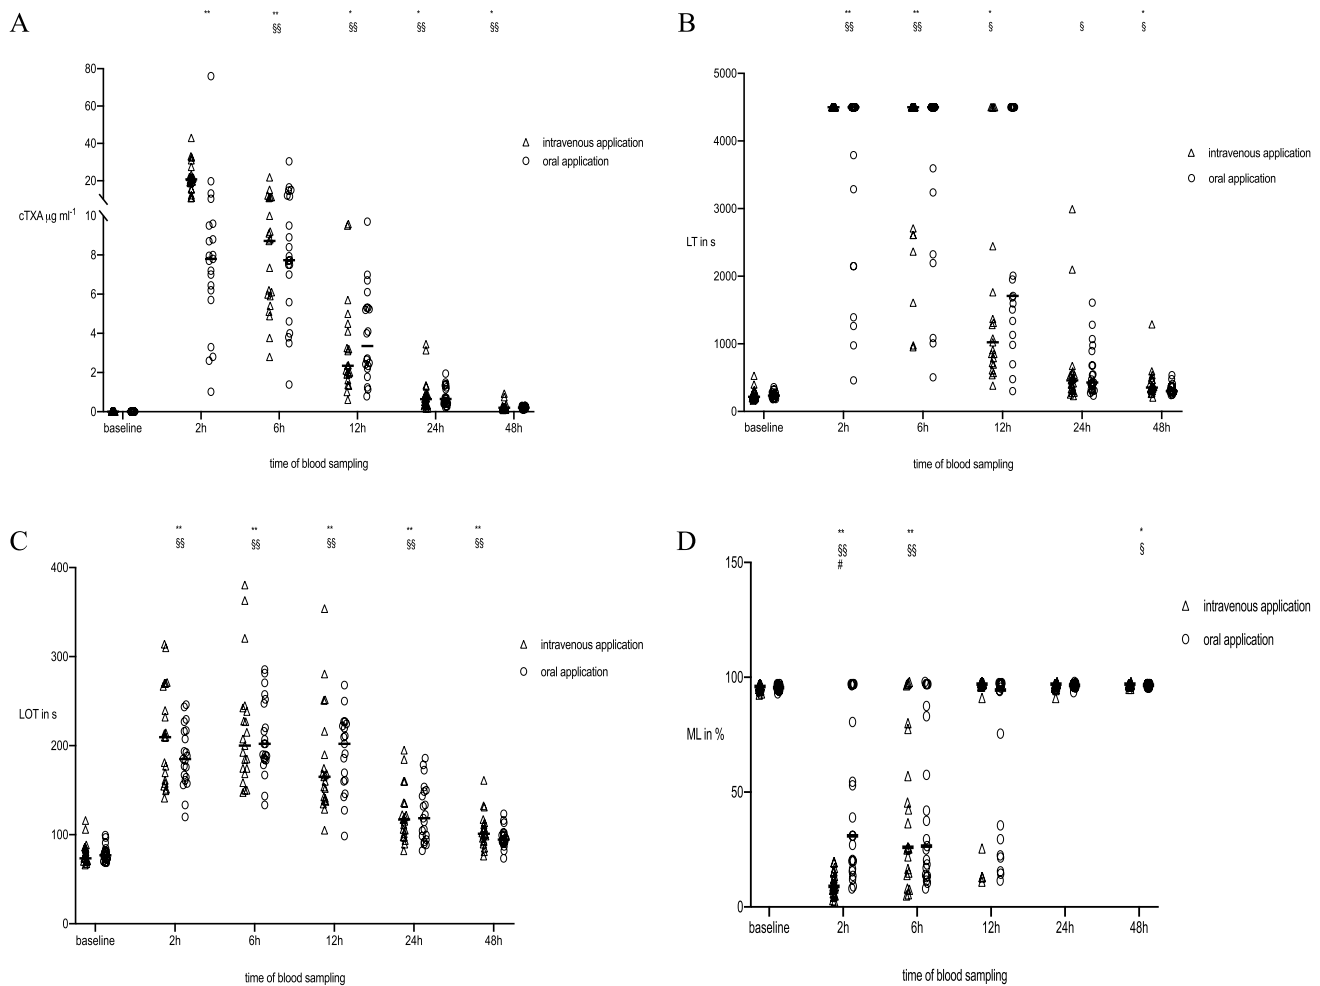 A
** ** * * *
§§ §§ §§ §§
80
60
40
20
10
8
6
4
2
0
cTXA µg ml-1
intravenous application
oral application
baseline 2h 6h 12h 24h 48h
time of blood sampling
B
** ** * *
§§ §§ § § §
5000
4000
3000
2000
1000
0
LT in s
intravenous application
oral application
baseline 2h 6h 12h 24h 48h
time of blood sampling
C
** ** ** ** **
§§ §§ §§ §§ §§
400
300
200
100
0
LOT in s
intravenous application
oral application
baseline 2h 6h 12h 24h 48h
time of blood sampling
D
** ** *
§§ §§ §
#
150
100
50
0
ML in %
intravenous application
oral application
baseline 2h 6h 12h 24h 48h
time of blood sampling